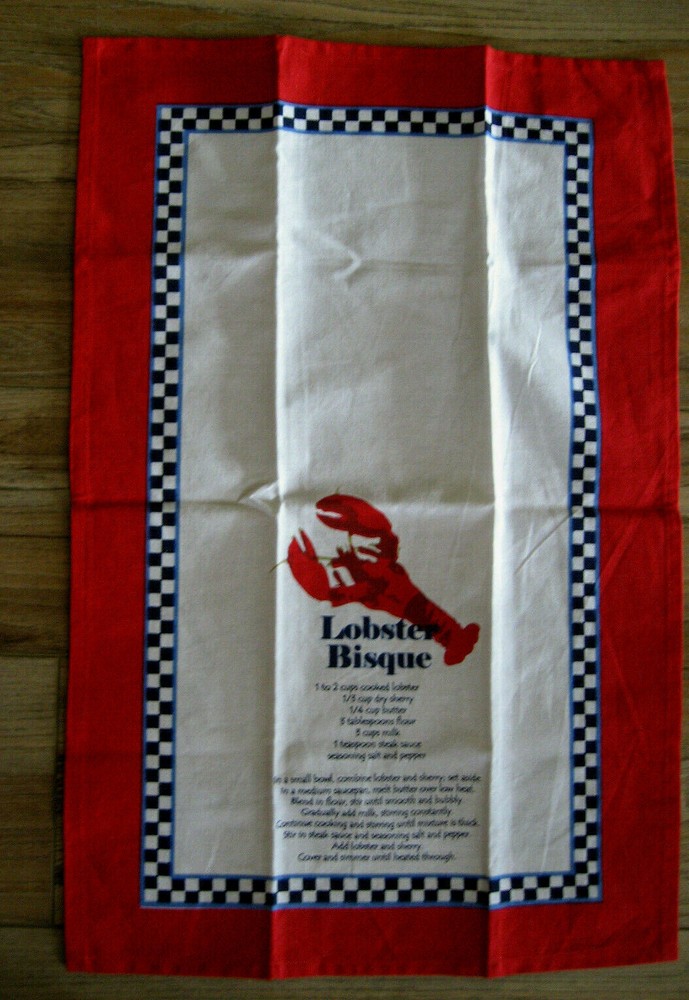 Lobster
Bisque
1 to 2 cups cooked lobster
1/3 cup dry sherry
1/4 cup butter
3 tablespoons flour
3 cups milk
1 teaspoon steak sauce
seasoning salt and pepper
In a small bowl, combine lobster and sherry; set aside.
In a medium saucepan, melt butter over low heat.
Blend in flour, stir until smooth and bubbly.
Gradually add milk, stirring constantly.
Continue cooking and stirring until mixture is thick.
Stir in steak sauce and seasoning salt and pepper.
Add lobster and sherry.
Cover and simmer until heated through.